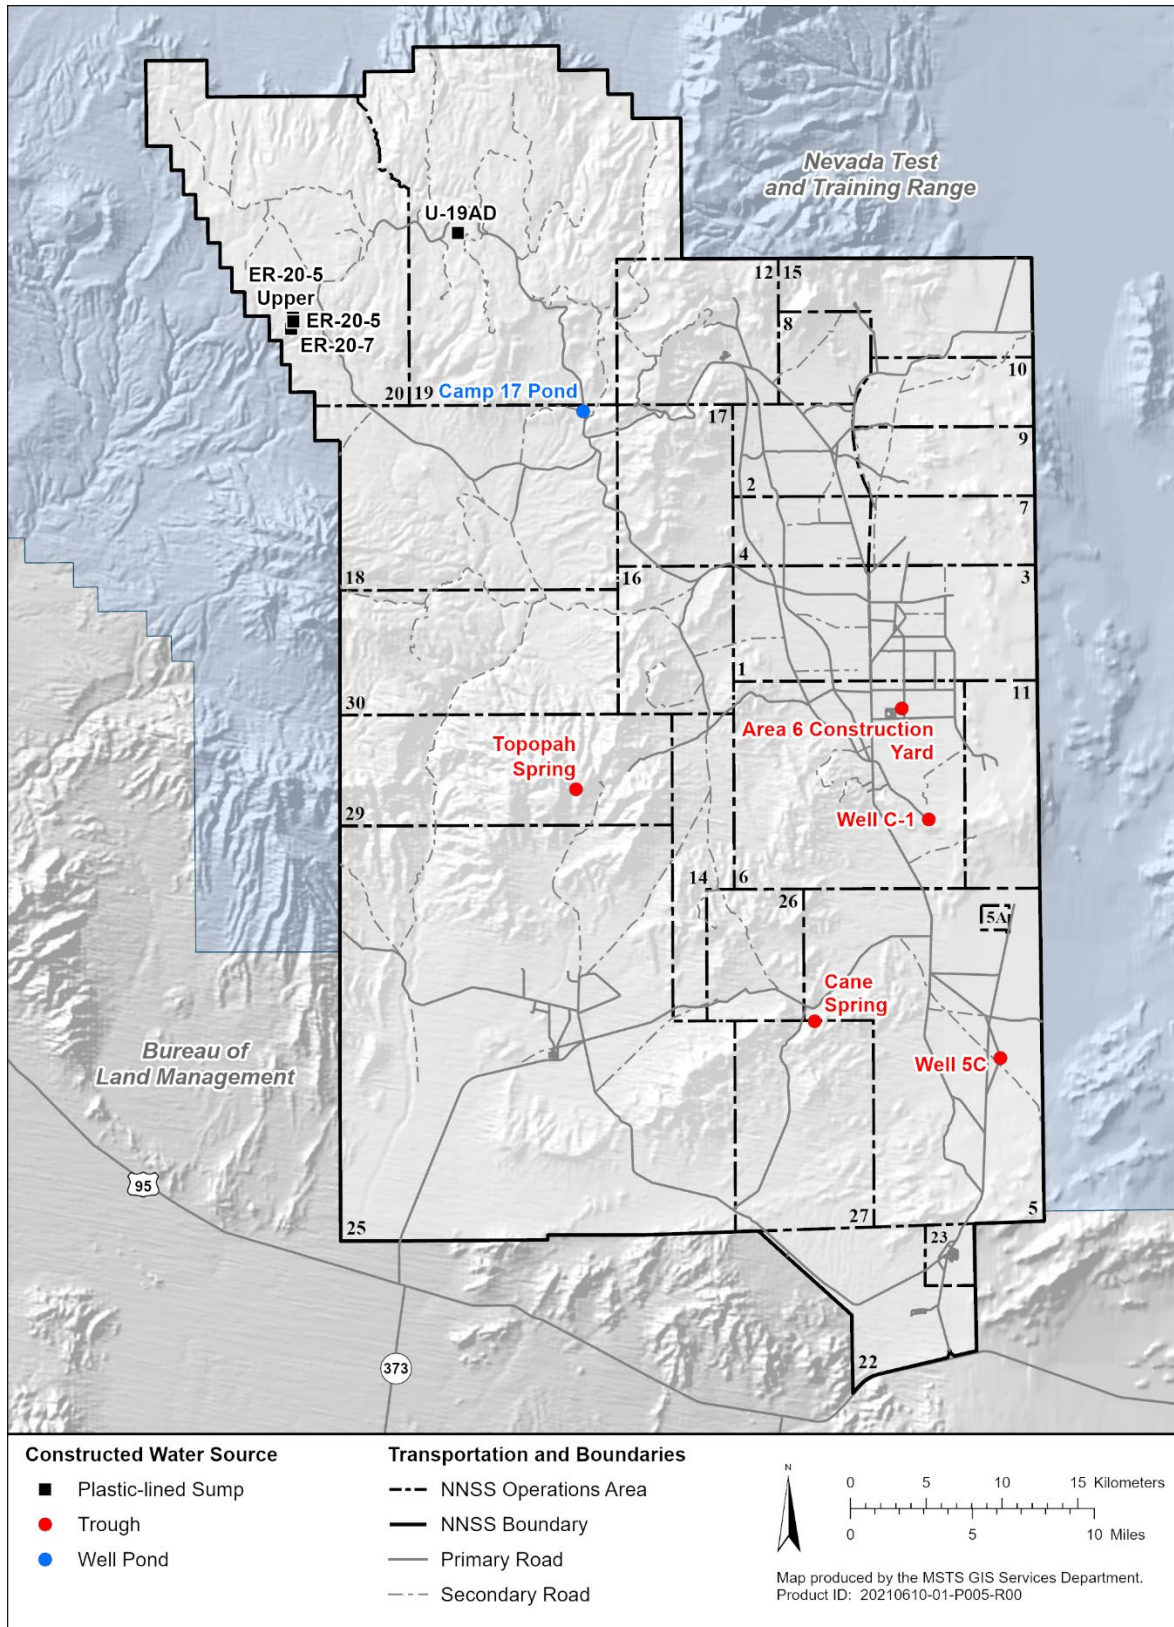 Nevada Test
and Training Range
U-19AD
12
15
8
ER-20-5
Upper
ER-20-5
ER-20-7
10
20
19
Camp 17 Pond
17
9
2
7
18
16
4
3
30
1
11
Topopah
Spring
Area 6 Construction
Yard
29
Well C-1
14
6
26
5A
Cane
Spring
Bureau of
Land Management
Well 5C
95
25
27
5
23
373
22
Constructed Water Source
Plastic-lined Sump
Trough
Well Pond
Transportation and Boundaries
NNSS Operations Area
NNSS Boundary
Primary Road
Secondary Road
N
0 5 10 15 Kilometers
0 5 10 Miles
Map produced by the MSTS GIS Services Department.
Product ID: 20210610-01-P005-R00